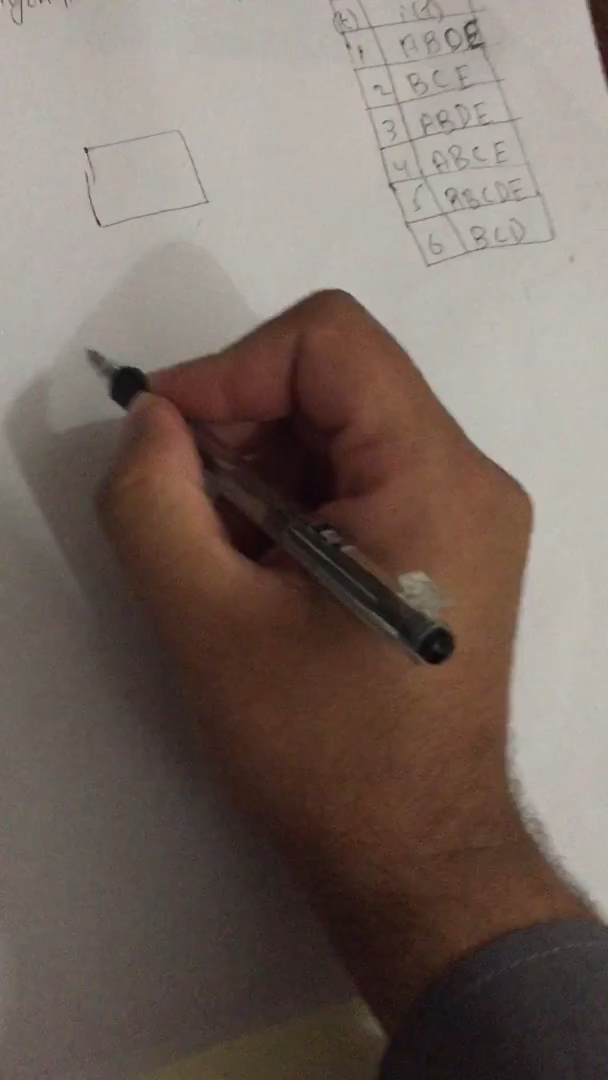 (t) i(t)
1 ABDE
2 BCE
3 ABDE
4 ABCE
5 ABCDE
6 BCD